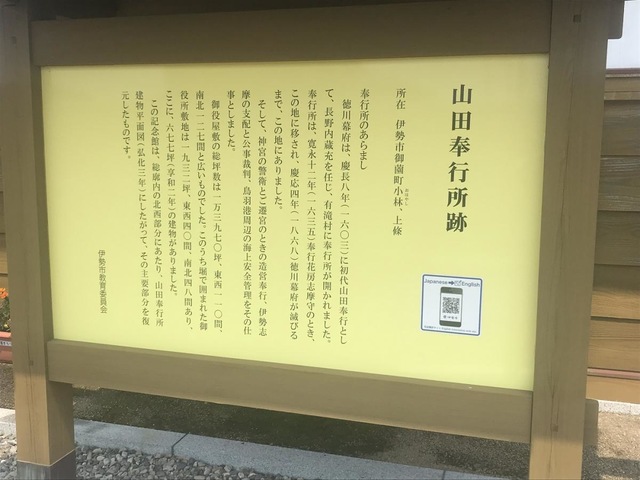 山田奉行所跡
所在　伊勢市御薗町小林、上條
おはやし
奉行所のあらまし
徳川幕府は、慶長八年(一六〇三)に初代山田奉行とし
て、長野内蔵充を任じ、有滝村に奉行所が開かれました。
奉行所は、寛永十二年(一六三五)奉行花房志摩守のとき、
この地に移され、慶応四年(一八六八)徳川幕府が滅びる
まで、この地にありました。
そして、神宮の警衛とご遷宮のときの造営奉行、伊勢志
摩の支配と公事裁判、鳥羽港周辺の海上安全管理をその仕
事としました。
御役屋敷の総坪数は一万三九七〇坪、東西一一〇間、
南北一二七間と広いものでした。このうち堀で囲まれた御
役所敷地は一九三二坪、東西四〇間、南北四八間あり、
ここに、六七七坪(享和二年)の建物がありました。
この記念館は、総廓内の北西部分にあたり、山田奉行所
建物平面図(弘化三年)にしたがって、その主要部分を復
元したものです。
伊勢市教育委員会
Japanese English